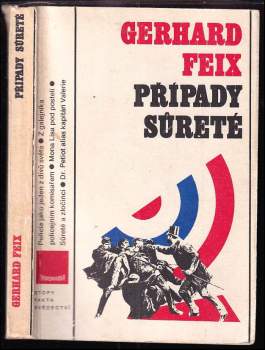 GERHARD FEIX
PŘÍPADY SÛRETÉ
GERHARD
FEIX
PŘÍPADY
SÛRETÉ
Policie jako jeden z divů světa ● Z galejníka
policejním komisařem ● Mona Lisa pod postelí ●
Sûreté a zločinci ● Dr. Petiot alias kapitán Valerie
STOPY
FAKTA
SVĚDECTVÍ